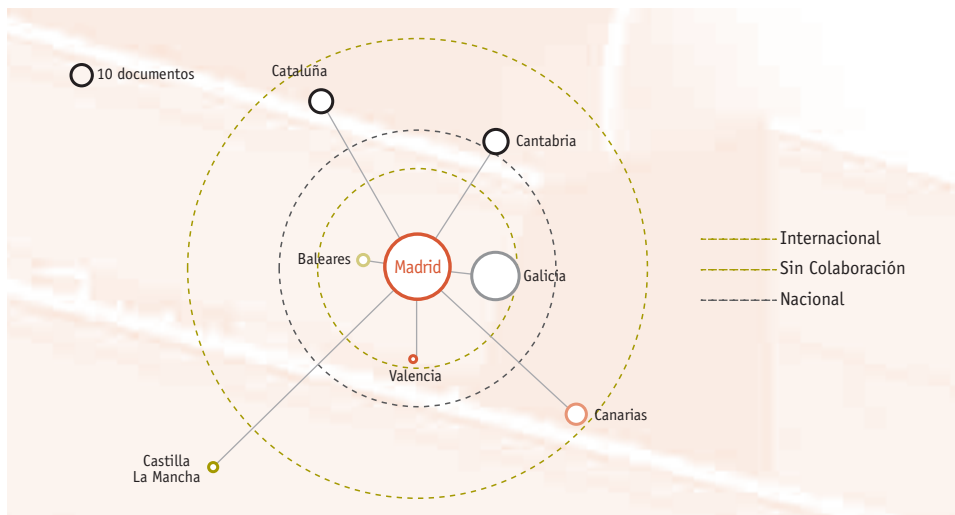 Cataluña
10 documentos
Cantabria
Internacional
Baleares
Madrid
Sin Colaboración
Galicia
Nacional
Valencia
Canarias
Castilla
La Mancha